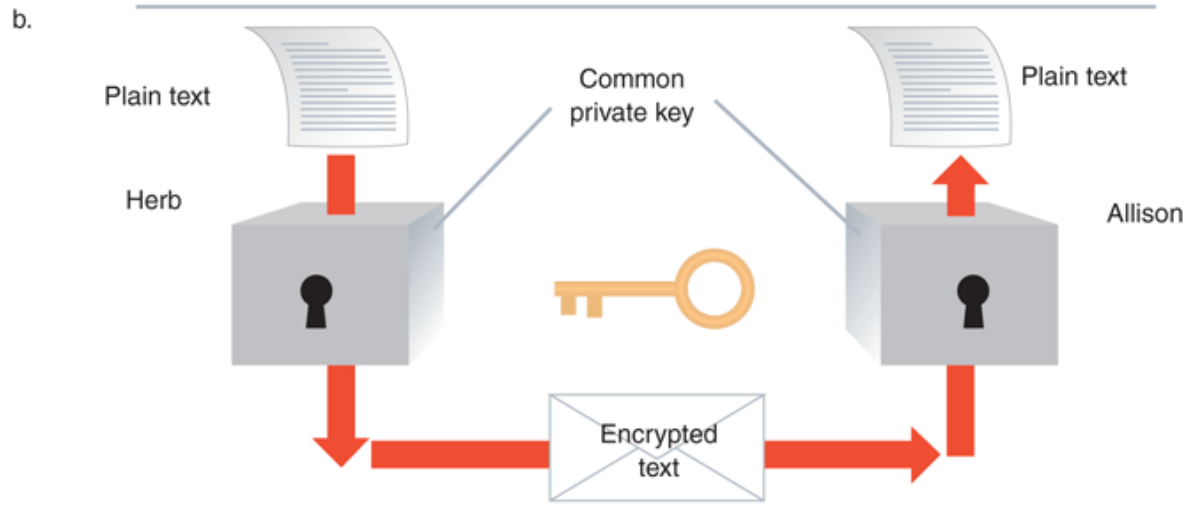 b.
Plain text
Common
private key
Plain text
Herb
Allison
Encrypted
text